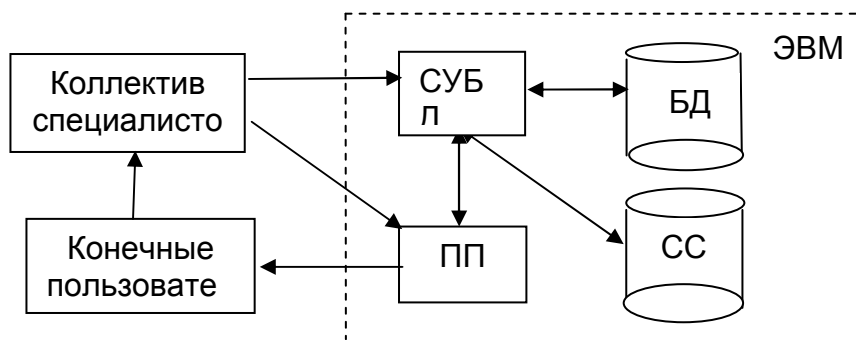 ЭВМ
Коллектив
специалисто
СУБ
БД
Конечные
пользовате
ПП
СС